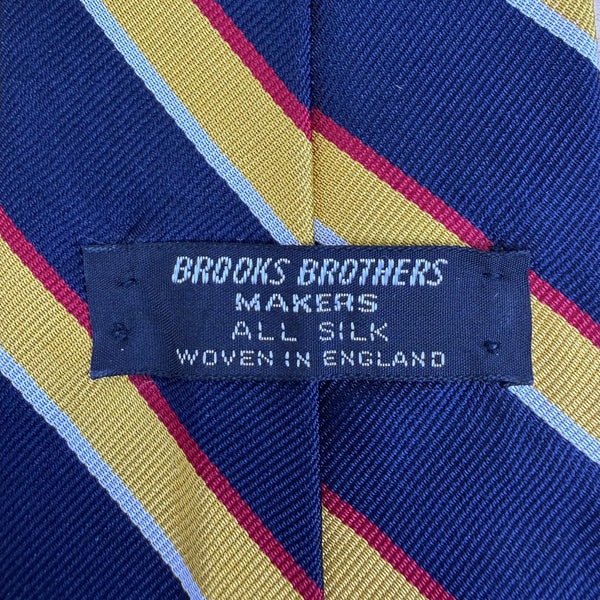 BROOKS BROTHERS
MAKERS
ALL SILK
WOVEN IN ENGLAND